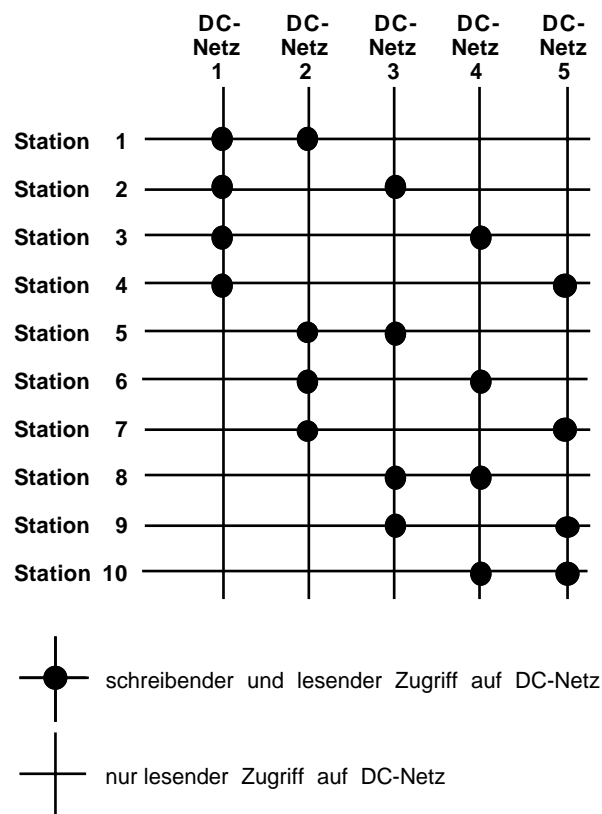 DC- DC- DC- DC- DC-
Netz Netz Netz Netz Netz
1 2 3 4 5
Station 1
Station 2
Station 3
Station 4
Station 5
Station 6
Station 7
Station 8
Station 9
Station 10
schreibender und lesender Zugriff auf DC-Netz
nur lesender Zugriff auf DC-Netz